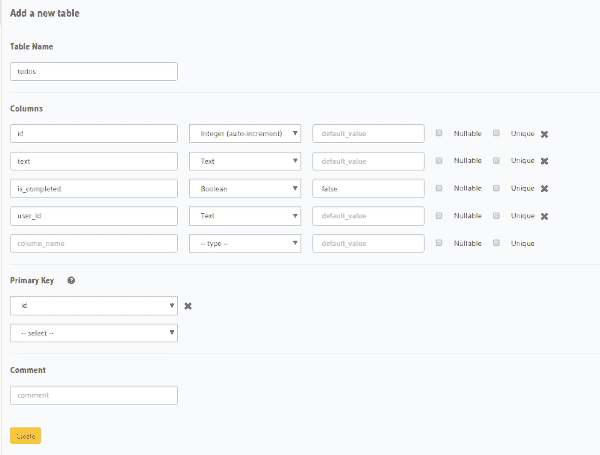 Add a new table
Table Name
todos
Columns
id Integer (auto-increment) default_value Nullable Unique
text Text default_value Nullable Unique
is_completed Boolean false Nullable Unique
user_id Text default_value Nullable Unique
column_name -- type -- default_value Nullable Unique
Primary Key ?
id
-- select --
Comment
comment
Create